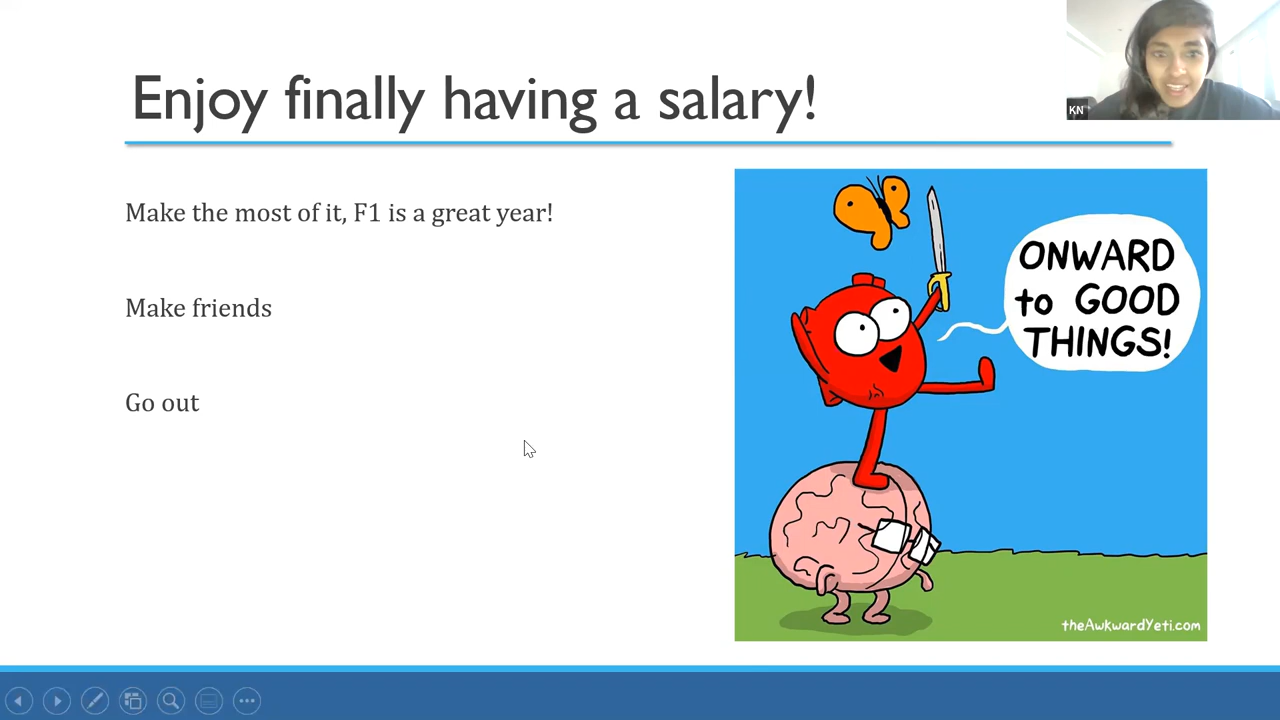 Enjoy finally having a salary!
KN
Make the most of it, F1 is a great year!
Make friends
Go out
ONWARD
to GOOD
THINGS!
theAwkwardYeti.com